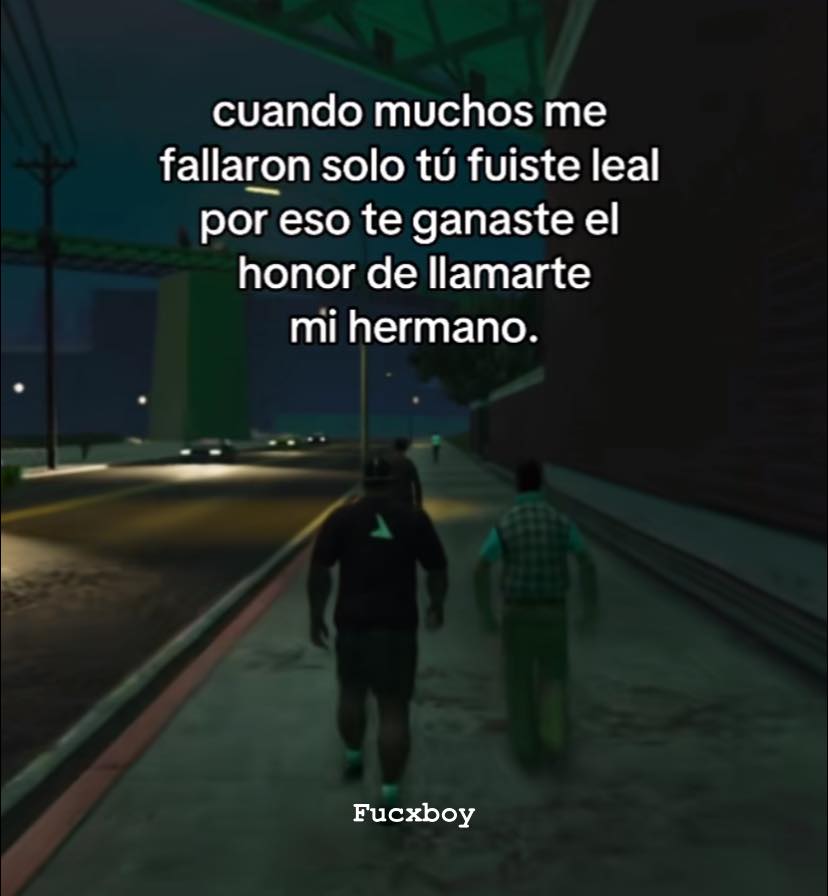 cuando muchos me
fallaron solo tú fuiste leal
por eso te ganaste el
honor de llamarte
mi hermano.
Fucxboy